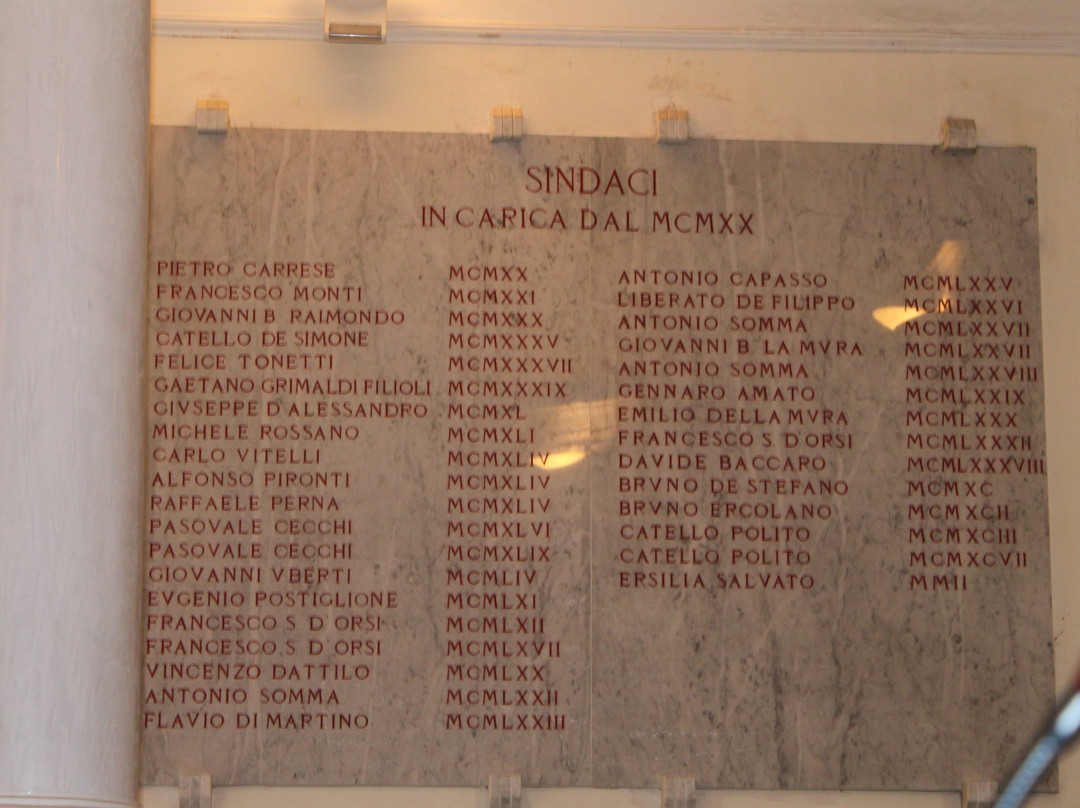 SINDACI
IN CARICA DAL MCMXX
PIETRO CARRESE MCMXX
FRANCESCO MONTI MCMXXI
GIOVANNI B. RAIMONDO MCMXXX
CATELLO DE SIMONE MCMXXXV
FELICE TONETTI MCMXXXVII
GAETANO GRIMALDI FILIOLI MCMXXXIX
GIVSEPPE D'ALESSANDRO MCMXL
MICHELE ROSSANO MCMXLI
CARLO VITELLI MCMXLIV
ALFONSO PIRONTI MCMXLIV
RAFFAELE PERNA MCMXLIV
PASQVALE CECCHI MCMXLVI
PASQVALE CECCHI MCMXLIX
GIOVANNI VBERTI MCMLIV
EVGENIO POSTIGLIONE MCMLXI
FRANCESCO S. D'ORSI MCMLXII
FRANCESCO S. D'ORSI MCMLXVII
VINCENZO DATTILO MCMLXX
ANTONIO SOMMA MCMLXXII
FLAVIO DI MARTINO MCMLXXIII
ANTONIO CAPASSO MCMLXXV
LIBERATO DE FILIPPO MCMLXXVI
ANTONIO SOMMA MCMLXXVII
GIOVANNI B. LA MVRA MCMLXXVII
ANTONIO SOMMA MCMLXXVIII
GENNARO AMATO MCMLXXIX
EMILIO DELLA MVRA MCMLXXX
FRANCESCO S. D'ORSI MCMLXXXII
DAVIDE BACCARO MCMLXXXVIII
BRVNO DE STEFANO MCMXC
BRVNO ERCOLANO MCMXCII
CATELLO POLITO MCMXCIII
CATELLO POLITO MCMXCVII
ERSILIA SALVATO MMII